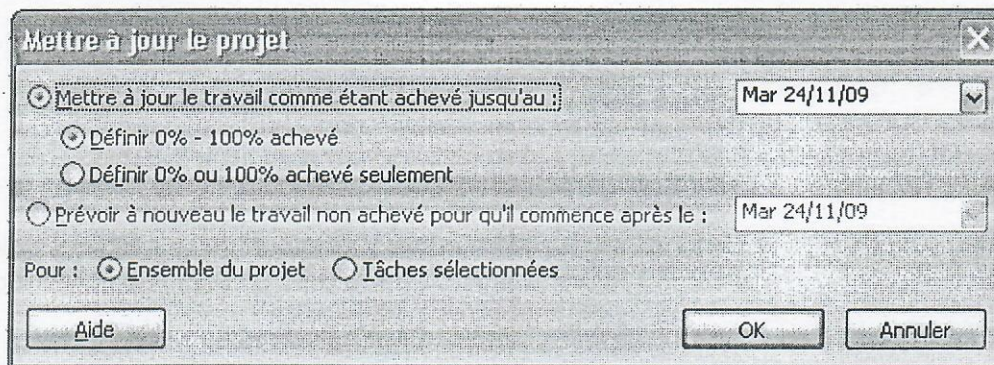 Mettre à jour le projet
Mettre à jour le travail comme étant achevé jusqu'au : Mar 24/11/09
Définir 0% - 100% achevé
Définir 0% ou 100% achevé seulement
Prévoir à nouveau le travail non achevé pour qu'il commence après le : Mar 24/11/09
Pour : Ensemble du projet Tâches sélectionnées
Aide OK Annuler